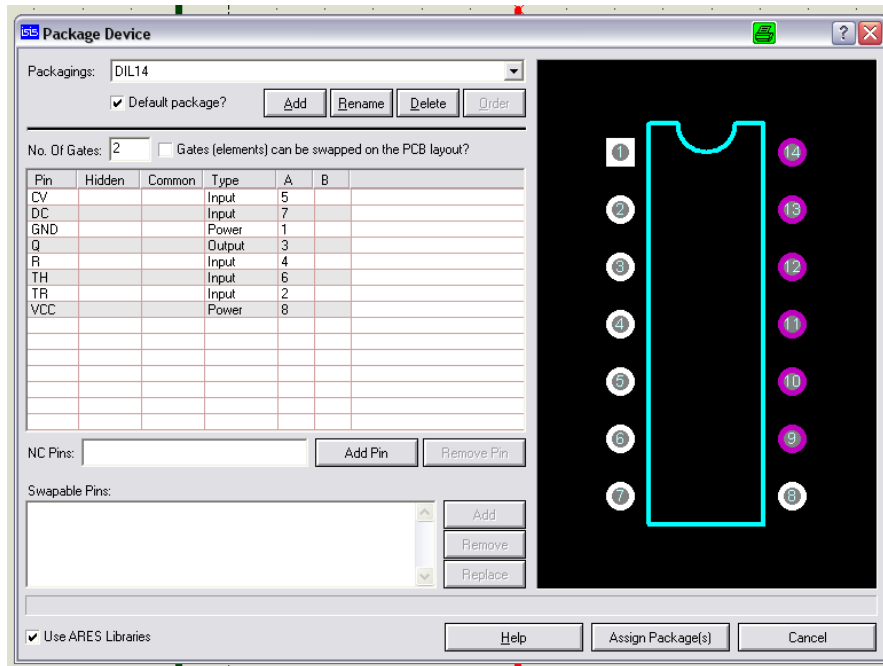 isis Package Device ?
Packagings: DIL14
Default package? Add Rename Delete Order
No. Of Gates: 2 Gates (elements) can be swapped on the PCB layout?
Pin Hidden Common Type A B
CV Input 5
DC Input 7
GND Power 1
Q Output 3
R Input 4
TH Input 6
TR Input 2
VCC Power 8
NC Pins: Add Pin Remove Pin
Swapable Pins:
Add
Remove
Replace
1 14
2 13
3 12
4 11
5 10
6 9
7 8
Use ARES Libraries Help Assign Package(s) Cancel